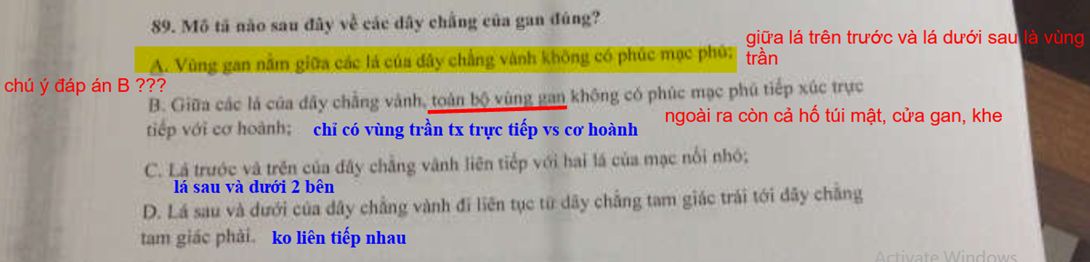 89. Mô tả nào sau đây về các dây chằng của gan đúng?
A. Vùng gan nằm giữa các lá của dây chằng vành không có phúc mạc phủ;
giữa lá trên trước và lá dưới sau là vùng
trần
chú ý đáp án B ???
B. Giữa các lá của dây chằng vành, toàn bộ vùng gan không có phúc mạc phủ tiếp xúc trực
tiếp với cơ hoành;
chỉ có vùng trần tx trực tiếp vs cơ hoành
ngoài ra còn cả hố túi mật, cửa gan, khe
C. Lá trước và trên của dây chằng vành liên tiếp với hai lá của mạc nối nhỏ;
lá sau và dưới 2 bên
D. Lá sau và dưới của dây chằng vành đi liên tục từ dây chằng tam giác trái tới dây chằng
tam giác phải.
ko liên tiếp nhau
Activate Windows